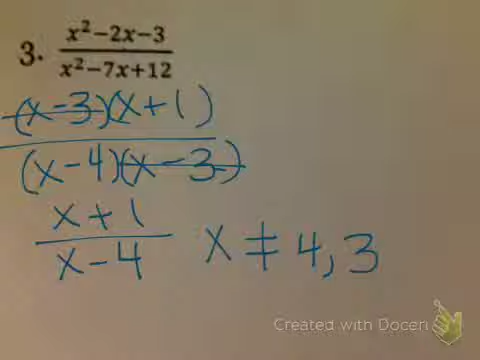 3. x²−2x−3
x²−7x+12
(x−3)(x+1)
(x−4)(x−3)
x+1
x−4
x ≠ 4, 3
Created with Doceri